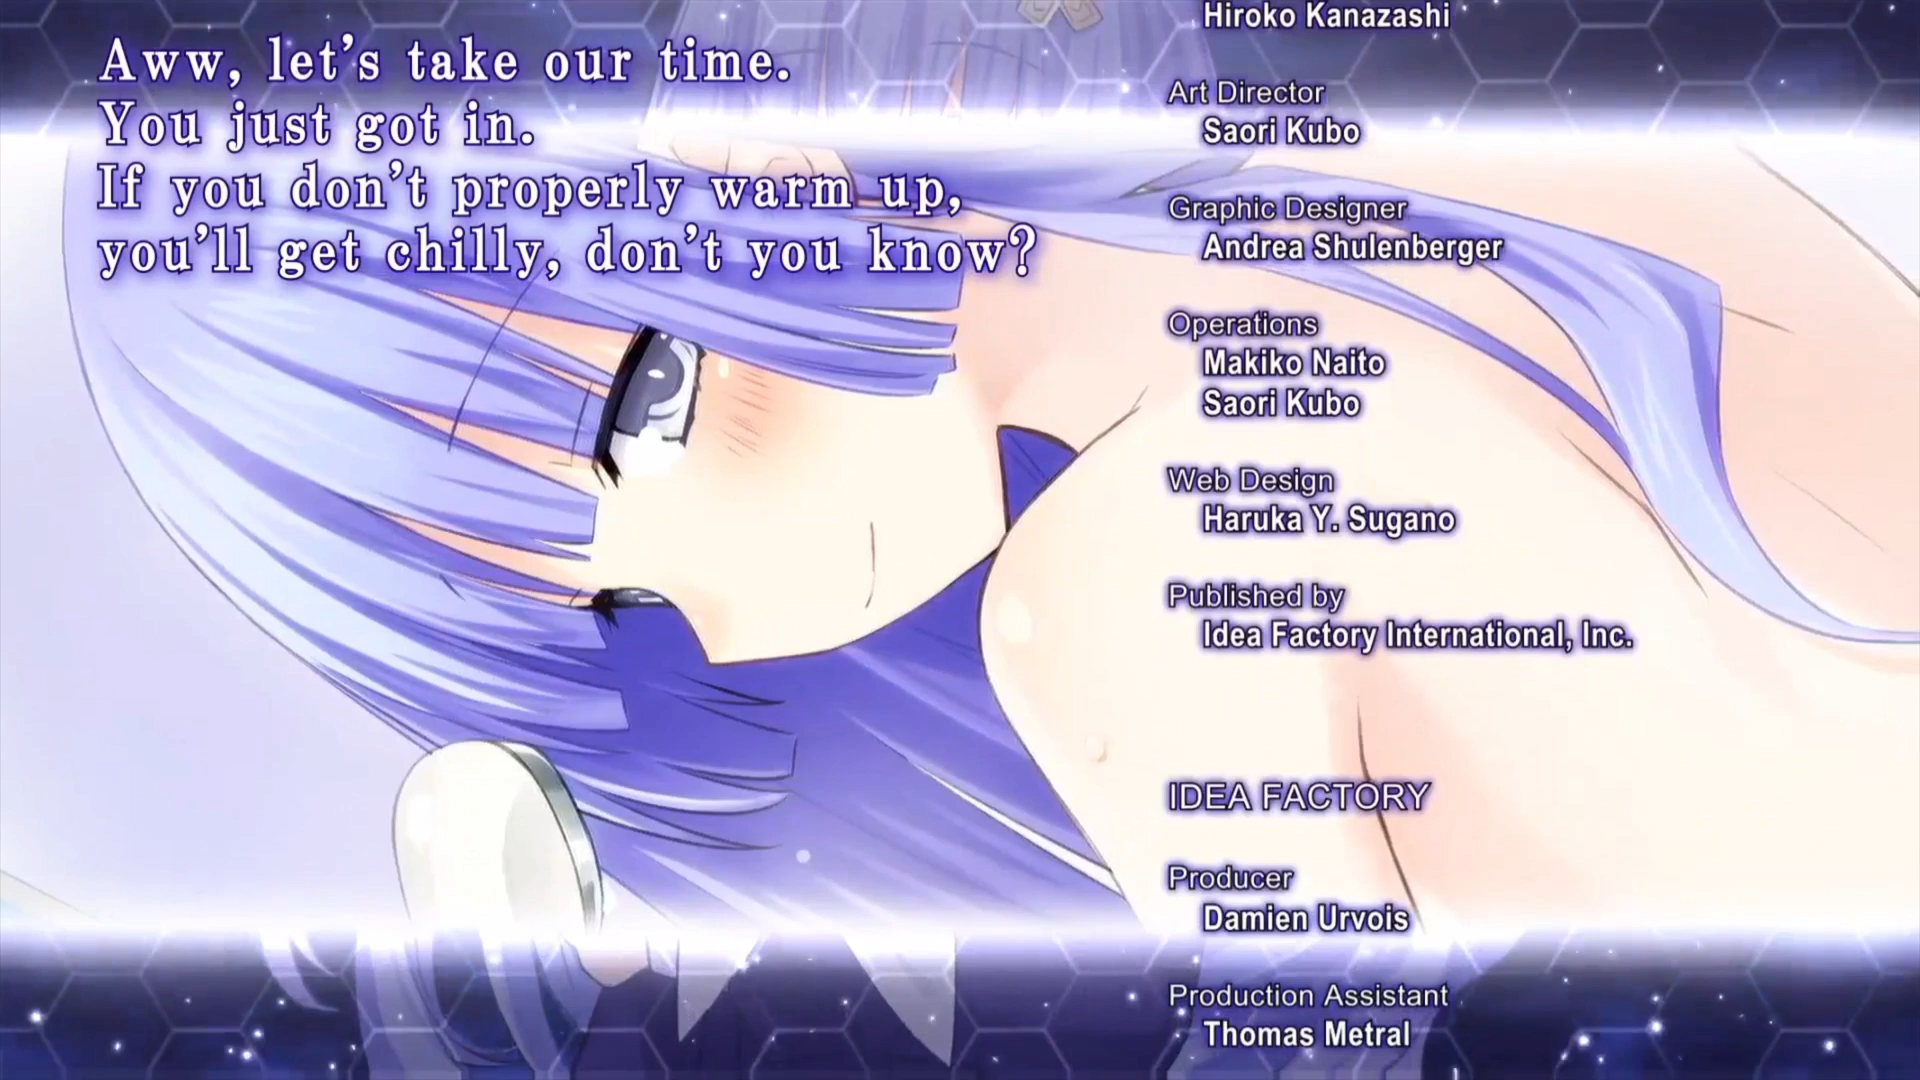 Aww, let's take our time.
You just got in.
If you don't properly warm up,
you'll get chilly, don't you know?
Hiroko Kanazashi
Art Director
Saori Kubo
Graphic Designer
Andrea Shulenberger
Operations
Makiko Naito
Saori Kubo
Web Design
Haruka Y. Sugano
Published by
Idea Factory International, Inc.
IDEA FACTORY
Producer
Damien Urvois
Production Assistant
Thomas Metral